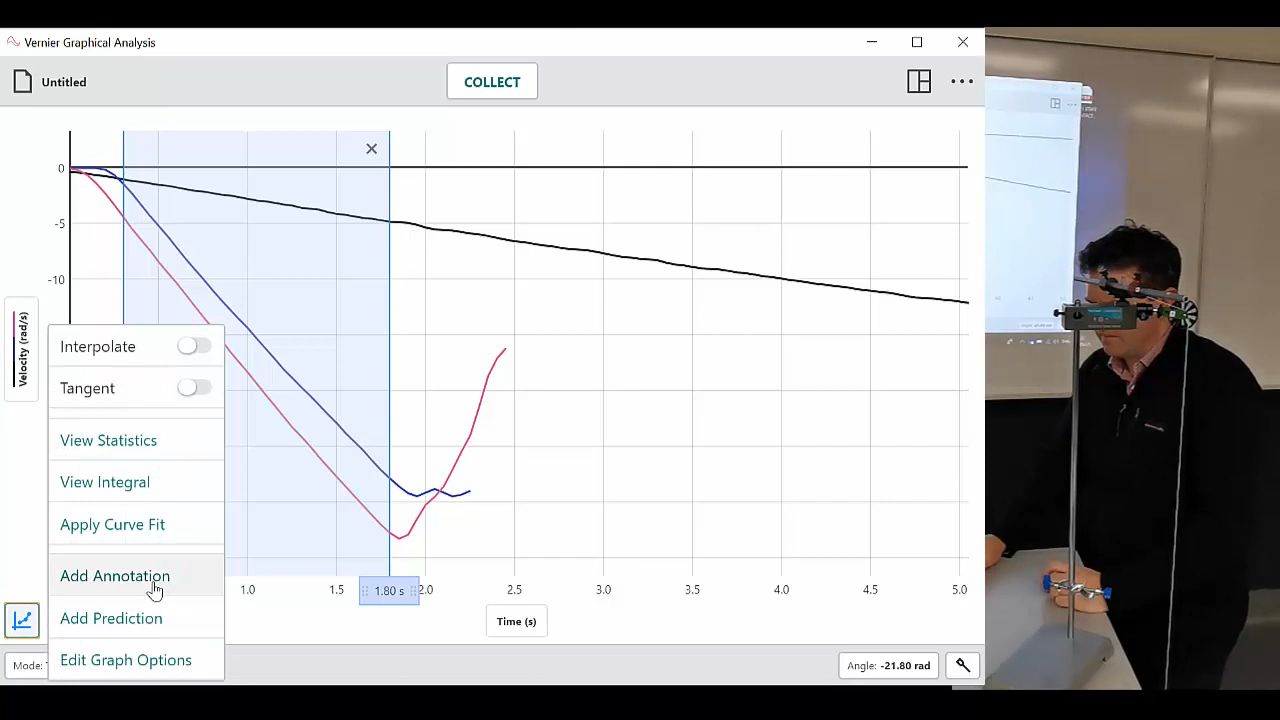 Vernier Graphical Analysis
Untitled
COLLECT
0
-5
-10
Velocity (rad/s)
Interpolate
Tangent
View Statistics
View Integral
Apply Curve Fit
Add Annotation
Add Prediction
Edit Graph Options
1.0
1.5
1.80 s
2.0
2.5
3.0
3.5
4.0
4.5
5.0
Time (s)
Mode:
Angle: -21.80 rad